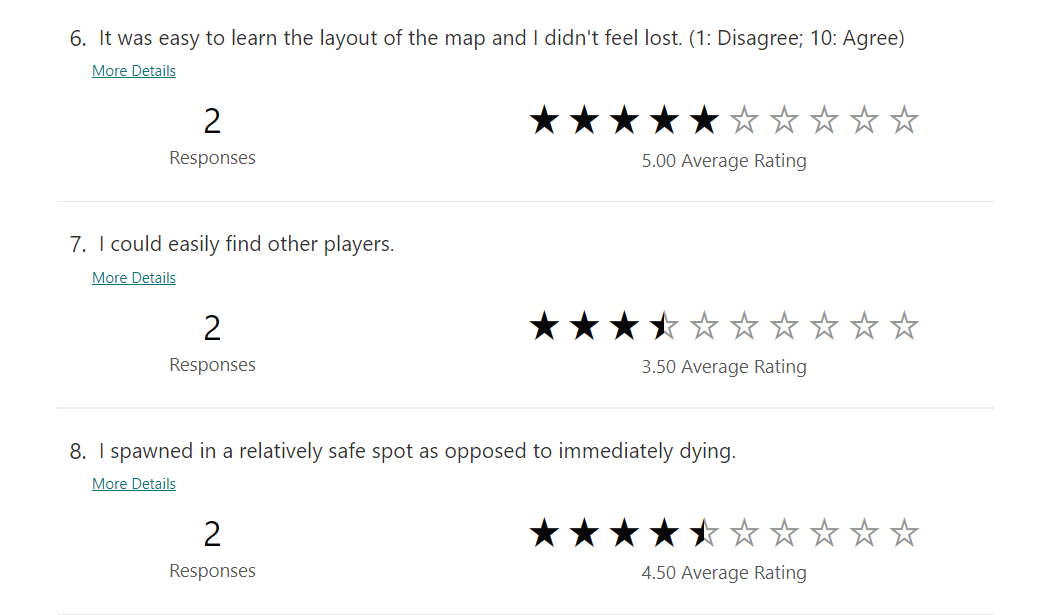 6. It was easy to learn the layout of the map and I didn't feel lost. (1: Disagree; 10: Agree)
More Details
2
Responses
5.00 Average Rating
7. I could easily find other players.
More Details
2
Responses
3.50 Average Rating
8. I spawned in a relatively safe spot as opposed to immediately dying.
More Details
2
Responses
4.50 Average Rating